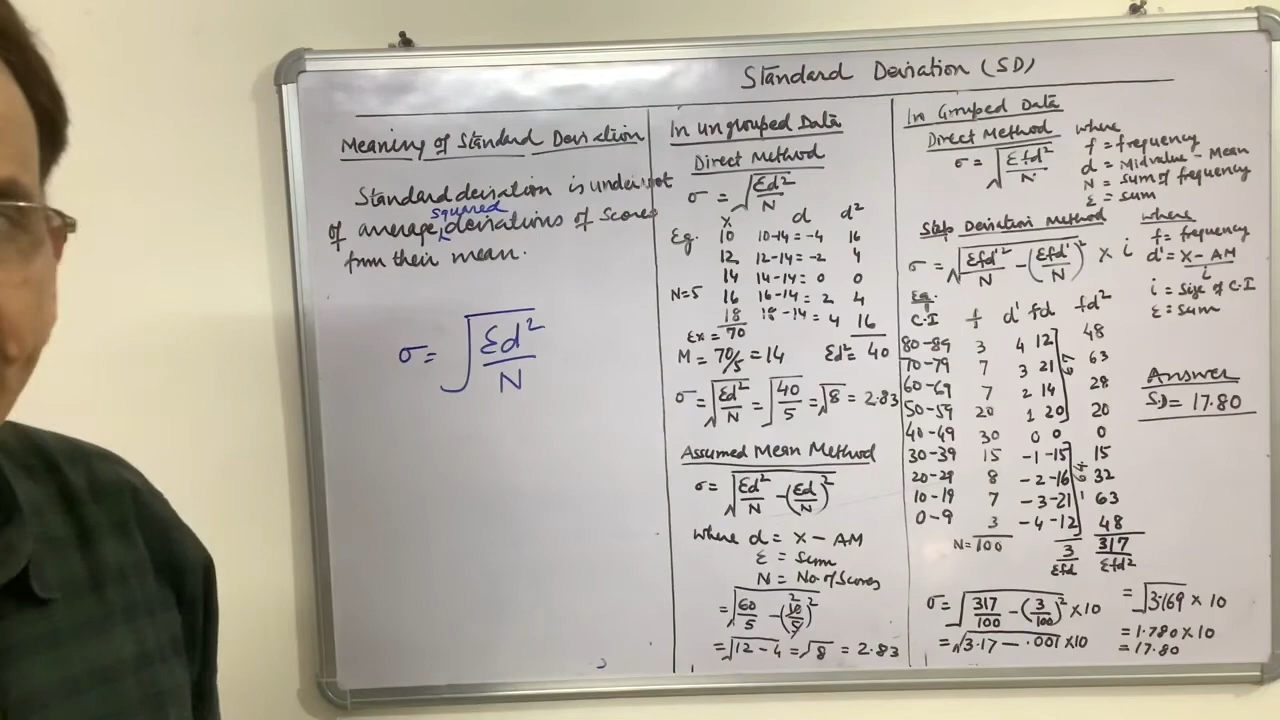 Standard Deviation (SD)
Meaning of Standard Deviation
Standard deviation is underroot
squared
of average deviations of scores
from their mean.
σ = √Σd²/N
In ungrouped Data
Direct Method
σ = √Σd²/N
X d d²
Eg. 10 10-14 = -4 16
12 12-14 = -2 4
14 14-14 = 0 0
N=5 16 16-14 = 2 4
18 18-14 = 4 16
Σx = 70
M = 70/5 = 14 Σd² = 40
σ = √Σd²/N = √40/5 = √8 = 2.83
Assumed Mean Method
σ = √Σd²/N - (Σd/N)²
where d = X - AM
Σ = Sum
N = No. of Scores
= √60/5 - (10/5)² 2
= √12-4 = √8 = 2.83
In Grouped Data
Direct Method
σ = √Σfd²/N
where
f = frequency
d = Midvalue - Mean
N = sum of frequency
Σ = sum
Step Deviation Method
σ = √Σfd'²/N - (Σfd'/N)² × i
where
f = frequency
d' = X - AM/i
i = Size of C.I
Σ = sum
Eg.
C.I f d' fd fd²
80-89 3 4 12 48
70-79 7 3 21 63
60-69 7 2 14 28
50-59 20 1 20 20
67
40-49 30 0 0 0
30-39 15 -1 -15 15
20-29 8 -2 -16 32
10-19 7 -3 -21 63
0-9 3 -4 -12 48
-64
N=100 3 317
Σfd Σfd²
σ = √317/100 - (3/100)² × 10
= √3.17 - .001 × 10
= √3.169 × 10
= 1.780 × 10
= 17.80
Answer
S.D = 17.80